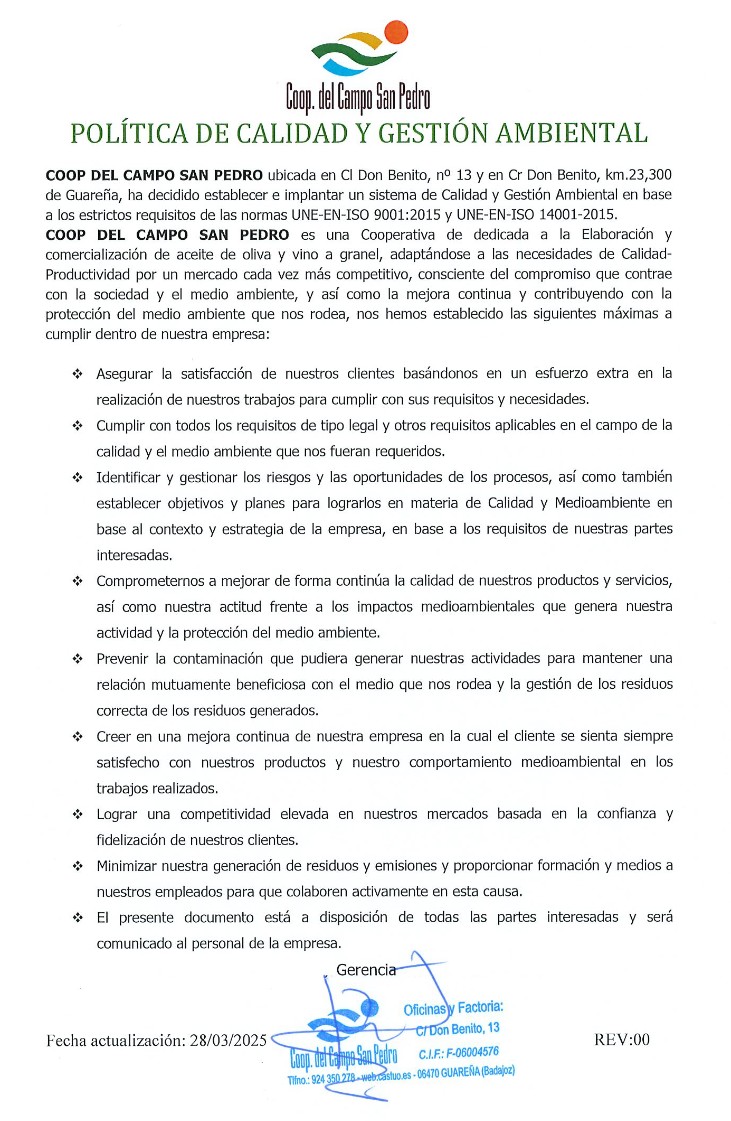 Coop. del Campo San Pedro
POLÍTICA DE CALIDAD Y GESTIÓN AMBIENTAL
COOP DEL CAMPO SAN PEDRO ubicada en Cl Don Benito, nº 13 y en Cr Don Benito, km.23,300
de Guareña, ha decidido establecer e implantar un sistema de Calidad y Gestión Ambiental en base
a los estrictos requisitos de las normas UNE-EN-ISO 9001:2015 y UNE-EN-ISO 14001-2015.
COOP DEL CAMPO SAN PEDRO es una Cooperativa de dedicada a la Elaboración y
comercialización de aceite de oliva y vino a granel, adaptándose a las necesidades de Calidad-
Productividad por un mercado cada vez más competitivo, consciente del compromiso que contrae
con la sociedad y el medio ambiente, y así como la mejora continua y contribuyendo con la
protección del medio ambiente que nos rodea, nos hemos establecido las siguientes máximas a
cumplir dentro de nuestra empresa:
❖ Asegurar la satisfacción de nuestros clientes basándonos en un esfuerzo extra en la
realización de nuestros trabajos para cumplir con sus requisitos y necesidades.
❖ Cumplir con todos los requisitos de tipo legal y otros requisitos aplicables en el campo de la
calidad y el medio ambiente que nos fueran requeridos.
❖ Identificar y gestionar los riesgos y las oportunidades de los procesos, así como también
establecer objetivos y planes para lograrlos en materia de Calidad y Medioambiente en
base al contexto y estrategia de la empresa, en base a los requisitos de nuestras partes
interesadas.
❖ Comprometernos a mejorar de forma continúa la calidad de nuestros productos y servicios,
así como nuestra actitud frente a los impactos medioambientales que genera nuestra
actividad y la protección del medio ambiente.
❖ Prevenir la contaminación que pudiera generar nuestras actividades para mantener una
relación mutuamente beneficiosa con el medio que nos rodea y la gestión de los residuos
correcta de los residuos generados.
❖ Creer en una mejora continua de nuestra empresa en la cual el cliente se sienta siempre
satisfecho con nuestros productos y nuestro comportamiento medioambiental en los
trabajos realizados.
❖ Lograr una competitividad elevada en nuestros mercados basada en la confianza y
fidelización de nuestros clientes.
❖ Minimizar nuestra generación de residuos y emisiones y proporcionar formación y medios a
nuestros empleados para que colaboren activamente en esta causa.
❖ El presente documento está a disposición de todas las partes interesadas y será
comunicado al personal de la empresa.
Gerencia
Oficinas y Factoria:
C/ Don Benito, 13
Fecha actualización: 28/03/2025
REV:00
Coop. del Campo San Pedro
C.I.F.: F-06004576
Tlfno.: 924 350 278 - web.castuo.es - 06470 GUAREÑA (Badajoz)